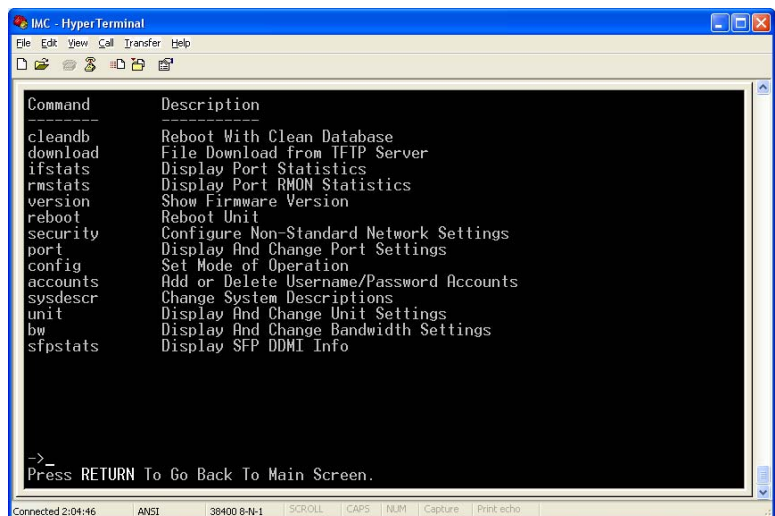 IMC - HyperTerminal
File Edit View Call Transfer Help
Command Description
-------- -----------
cleandb Reboot With Clean Database
download File Download from TFTP Server
ifstats Display Port Statistics
rmstats Display Port RMON Statistics
version Show Firmware Version
reboot Reboot Unit
security Configure Non-Standard Network Settings
port Display And Change Port Settings
config Set Mode of Operation
accounts Add or Delete Username/Password Accounts
sysdescr Change System Descriptions
unit Display And Change Unit Settings
bw Display And Change Bandwidth Settings
sfpstats Display SFP DDMI Info
->_
Press RETURN To Go Back To Main Screen.
Connected 2:04:46 ANSI 38400 8-N-1 SCROLL CAPS NUM Capture Print echo